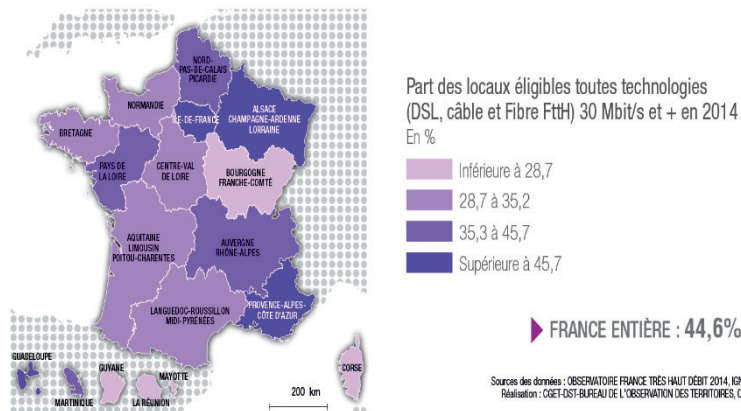 NORD-
PAS-DE-CALAIS
PICARDIE
NORMANDIE
ÎLE-DE-FRANCE
ALSACE
CHAMPAGNE-ARDENNE
LORRAINE
BRETAGNE
PAYS DE
LA LOIRE
CENTRE-VAL
DE LOIRE
BOURGOGNE
FRANCHE-COMTÉ
AQUITAINE
LIMOUSIN
POITOU-CHARENTES
AUVERGNE
RHÔNE-ALPES
LANGUEDOC-ROUSSILLON
MIDI-PYRÉNÉES
PROVENCE-ALPES-
CÔTE D'AZUR
GUADELOUPE
MARTINIQUE
GUYANE
LA RÉUNION
MAYOTTE
CORSE
200 km
Part des locaux éligibles toutes technologies
(DSL, câble et Fibre FttH) 30 Mbit/s et + en 2014
En %
Inférieure à 28,7
28,7 à 35,2
35,3 à 45,7
Supérieure à 45,7
FRANCE ENTIÈRE : 44,6%
Sources des données : OBSERVATOIRE FRANCE TRÈS HAUT DÉBIT 2014, IGN
Réalisation : CGET-DST-BUREAU DE L'OBSERVATION DES TERRITOIRES,